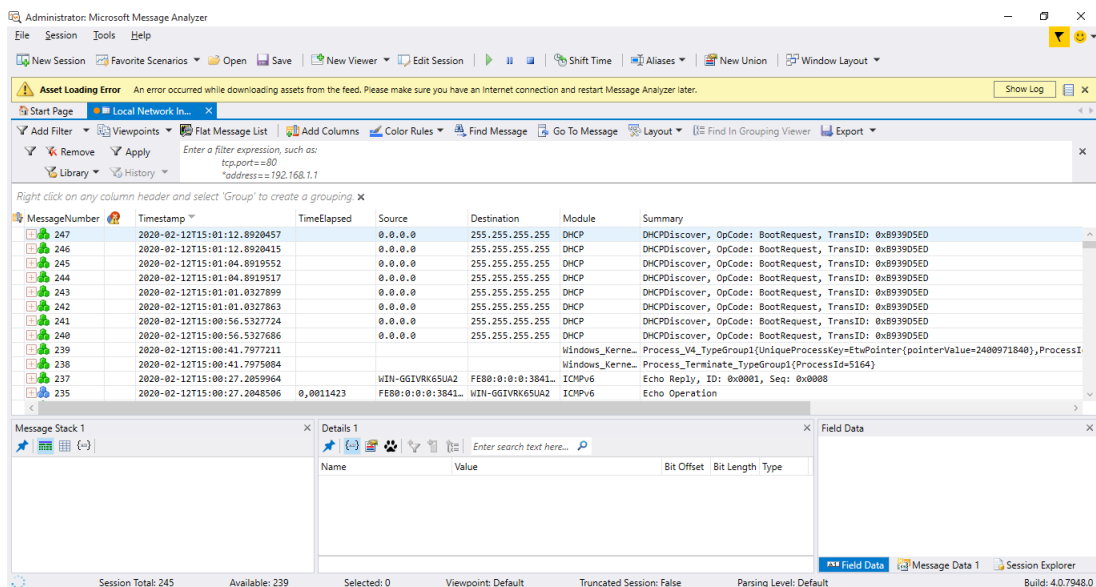 Administrator: Microsoft Message Analyzer
File Session Tools Help
New Session Favorite Scenarios Open Save New Viewer Edit Session Shift Time Aliases New Union Window Layout
Asset Loading Error An error occurred while downloading assets from the feed. Please make sure you have an Internet connection and restart Message Analyzer later. Show Log
Start Page Local Network In...
Add Filter Viewpoints Flat Message List Add Columns Color Rules Find Message Go To Message Layout Find In Grouping Viewer Export
Remove Apply Enter a filter expression, such as:
tcp.port==80
Library History *address==192.168.1.1
Right click on any column header and select 'Group' to create a grouping.
MessageNumber Timestamp TimeElapsed Source Destination Module Summary
247 2020-02-12T15:01:12.8920457 0.0.0.0 255.255.255.255 DHCP DHCPDiscover, OpCode: BootRequest, TransID: 0xB939D5ED
246 2020-02-12T15:01:12.8920415 0.0.0.0 255.255.255.255 DHCP DHCPDiscover, OpCode: BootRequest, TransID: 0xB939D5ED
245 2020-02-12T15:01:04.8919552 0.0.0.0 255.255.255.255 DHCP DHCPDiscover, OpCode: BootRequest, TransID: 0xB939D5ED
244 2020-02-12T15:01:04.8919517 0.0.0.0 255.255.255.255 DHCP DHCPDiscover, OpCode: BootRequest, TransID: 0xB939D5ED
243 2020-02-12T15:01:01.0327899 0.0.0.0 255.255.255.255 DHCP DHCPDiscover, OpCode: BootRequest, TransID: 0xB939D5ED
242 2020-02-12T15:01:01.0327863 0.0.0.0 255.255.255.255 DHCP DHCPDiscover, OpCode: BootRequest, TransID: 0xB939D5ED
241 2020-02-12T15:00:56.5327724 0.0.0.0 255.255.255.255 DHCP DHCPDiscover, OpCode: BootRequest, TransID: 0xB939D5ED
240 2020-02-12T15:00:56.5327686 0.0.0.0 255.255.255.255 DHCP DHCPDiscover, OpCode: BootRequest, TransID: 0xB939D5ED
239 2020-02-12T15:00:41.7977211 Windows_Kerne... Process_V4_TypeGroup1{UniqueProcessKey=EtwPointer{pointerValue=2400971840},ProcessI
238 2020-02-12T15:00:41.7975084 Windows_Kerne... Process_Terminate_TypeGroup1{ProcessId=5164}
237 2020-02-12T15:00:27.2059964 WIN-GGIVRK65UA2 FE80:0:0:0:3841... ICMPv6 Echo Reply, ID: 0x0001, Seq: 0x0008
235 2020-02-12T15:00:27.2048506 0,0011423 FE80:0:0:0:3841... WIN-GGIVRK65UA2 ICMPv6 Echo Operation
Message Stack 1 Details 1 Field Data
Enter search text here...
Name Value Bit Offset Bit Length Type
Field Data Message Data 1 Session Explorer
Session Total: 245 Available: 239 Selected: 0 Viewpoint: Default Truncated Session: False Parsing Level: Default Build: 4.0.7948.0